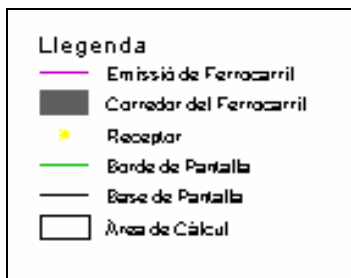 Llegenda
Emissió de Ferrocarril
Corredor del Ferrocarril
Receptor
Borde de Pantalla
Base de Pantalla
Àrea de Càlcul